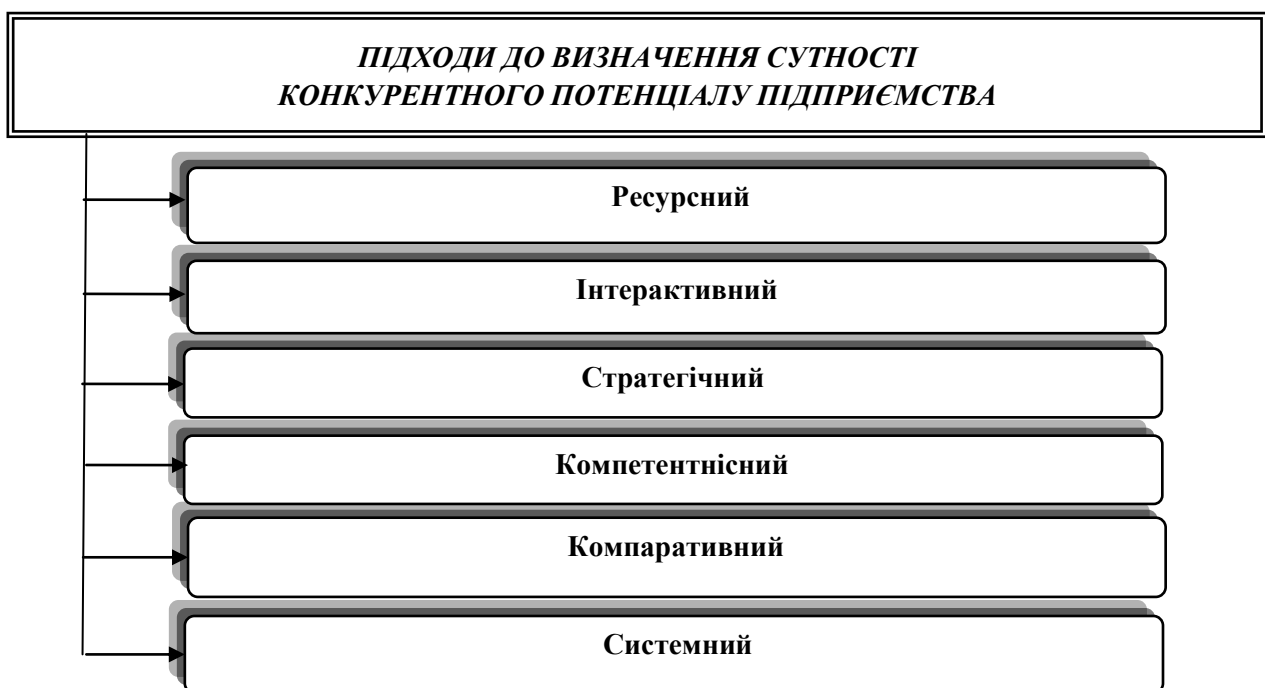 ПІДХОДИ ДО ВИЗНАЧЕННЯ СУТНОСТІ
КОНКУРЕНТНОГО ПОТЕНЦІАЛУ ПІДПРИЄМСТВА
Ресурсний
Інтерактивний
Стратегічний
Компетентнісний
Компаративний
Системний